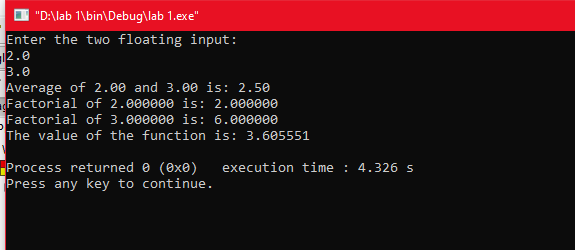 "D:\lab 1\bin\Debug\lab 1.exe"
Enter the two floating input:
2.0
3.0
Average of 2.00 and 3.00 is: 2.50
Factorial of 2.000000 is: 2.000000
Factorial of 3.000000 is: 6.000000
The value of the function is: 3.605551
Process returned 0 (0x0)   execution time : 4.326 s
Press any key to continue.